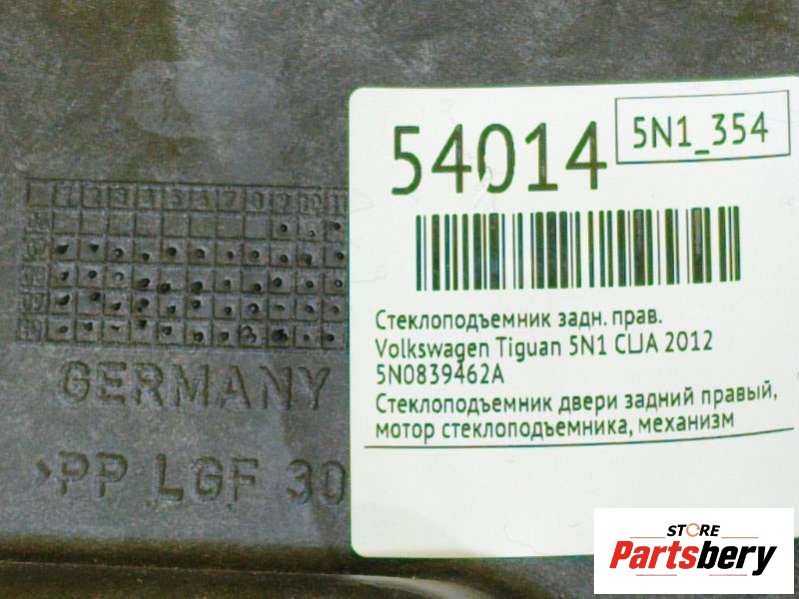 54014
5N1_354
Стеклоподъемник задн. прав.
Volkswagen Tiguan 5N1 CLJA 2012
5N0839462A
Стеклоподъемник двери задний правый,
мотор стеклоподъемника, механизм
GERMANY
>PP LGF 30
STORE
Partsbery